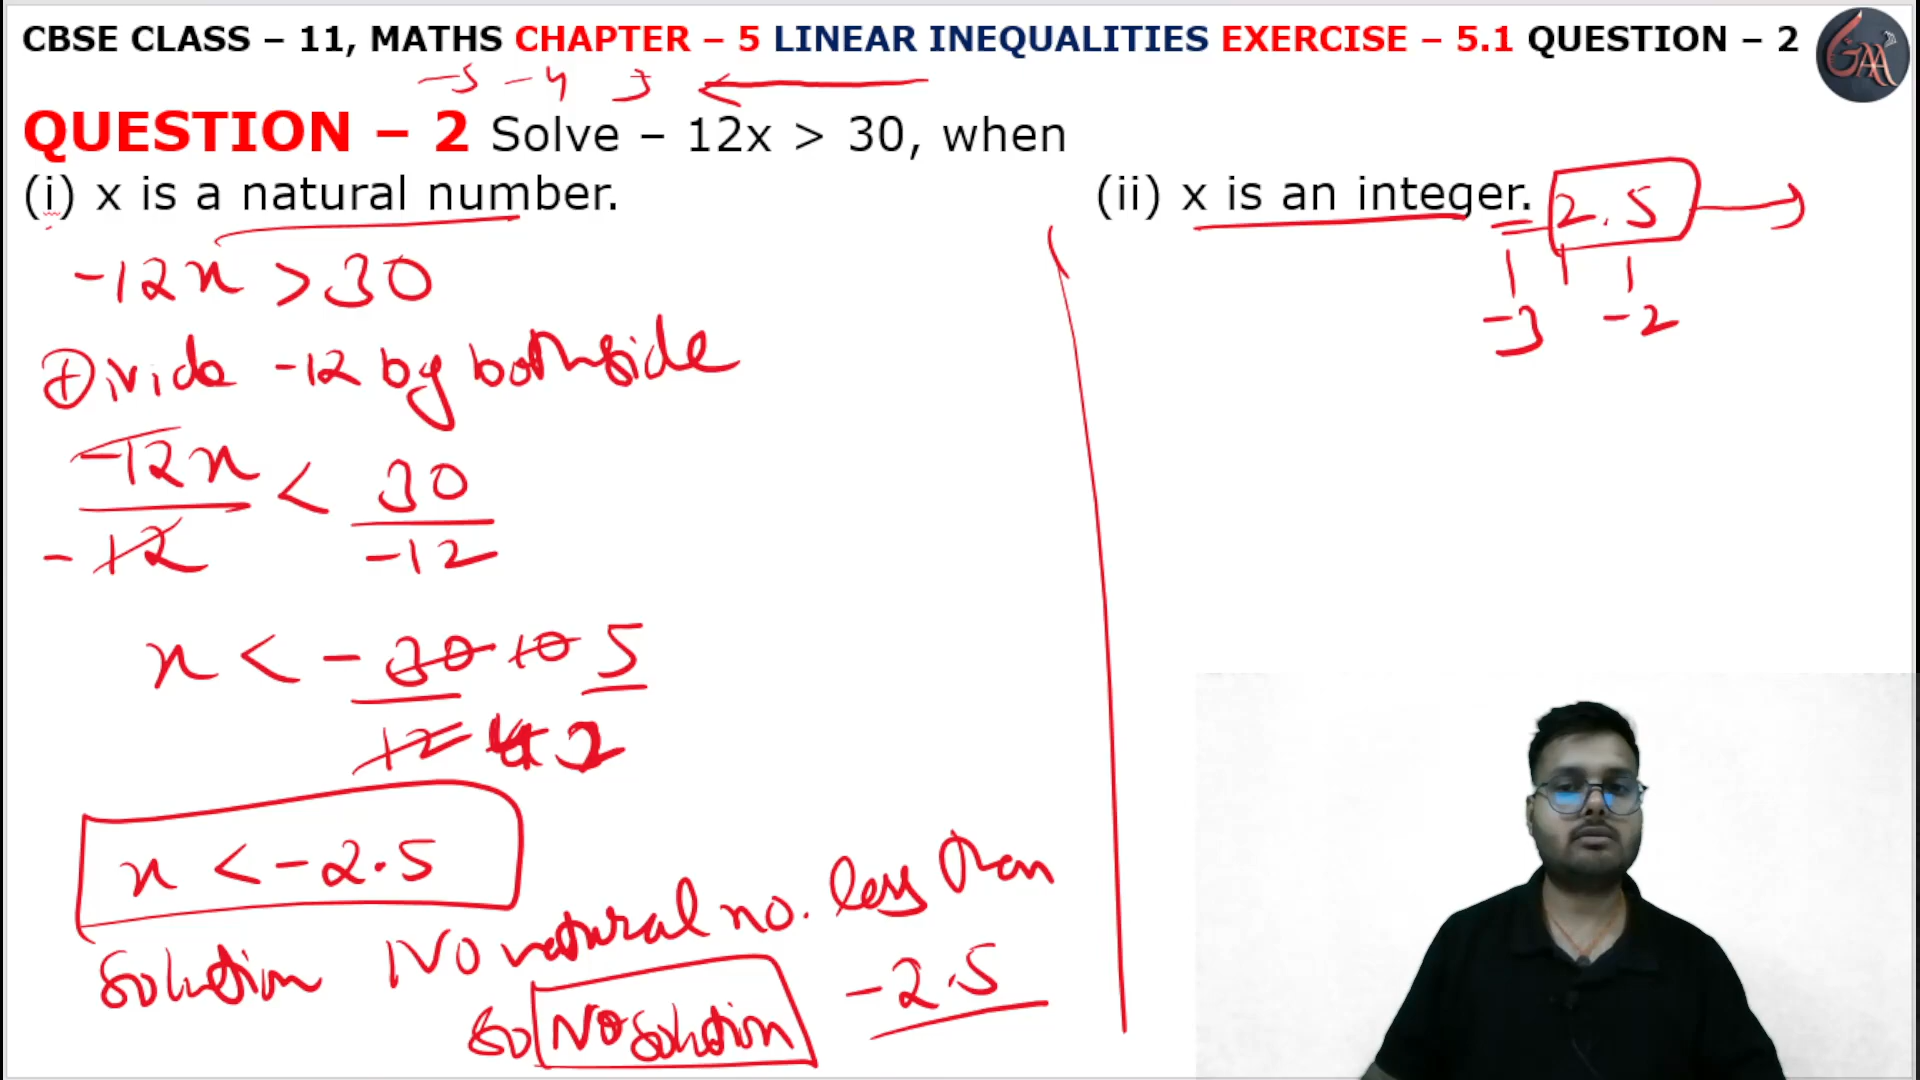 CBSE CLASS – 11, MATHS CHAPTER – 5 LINEAR INEQUALITIES EXERCISE – 5.1 QUESTION – 2
-5 -4 3
QUESTION – 2 Solve – 12x > 30, when
(i) x is a natural number.
(ii) x is an integer.
-2.5
-3 -2
-12x > 30
Divide -12 by both side
-12x < 30
-12 -12
x < - 30 10 5
12 4 2
x < -2.5
Solution No natural no. less than
-2.5
So No solution